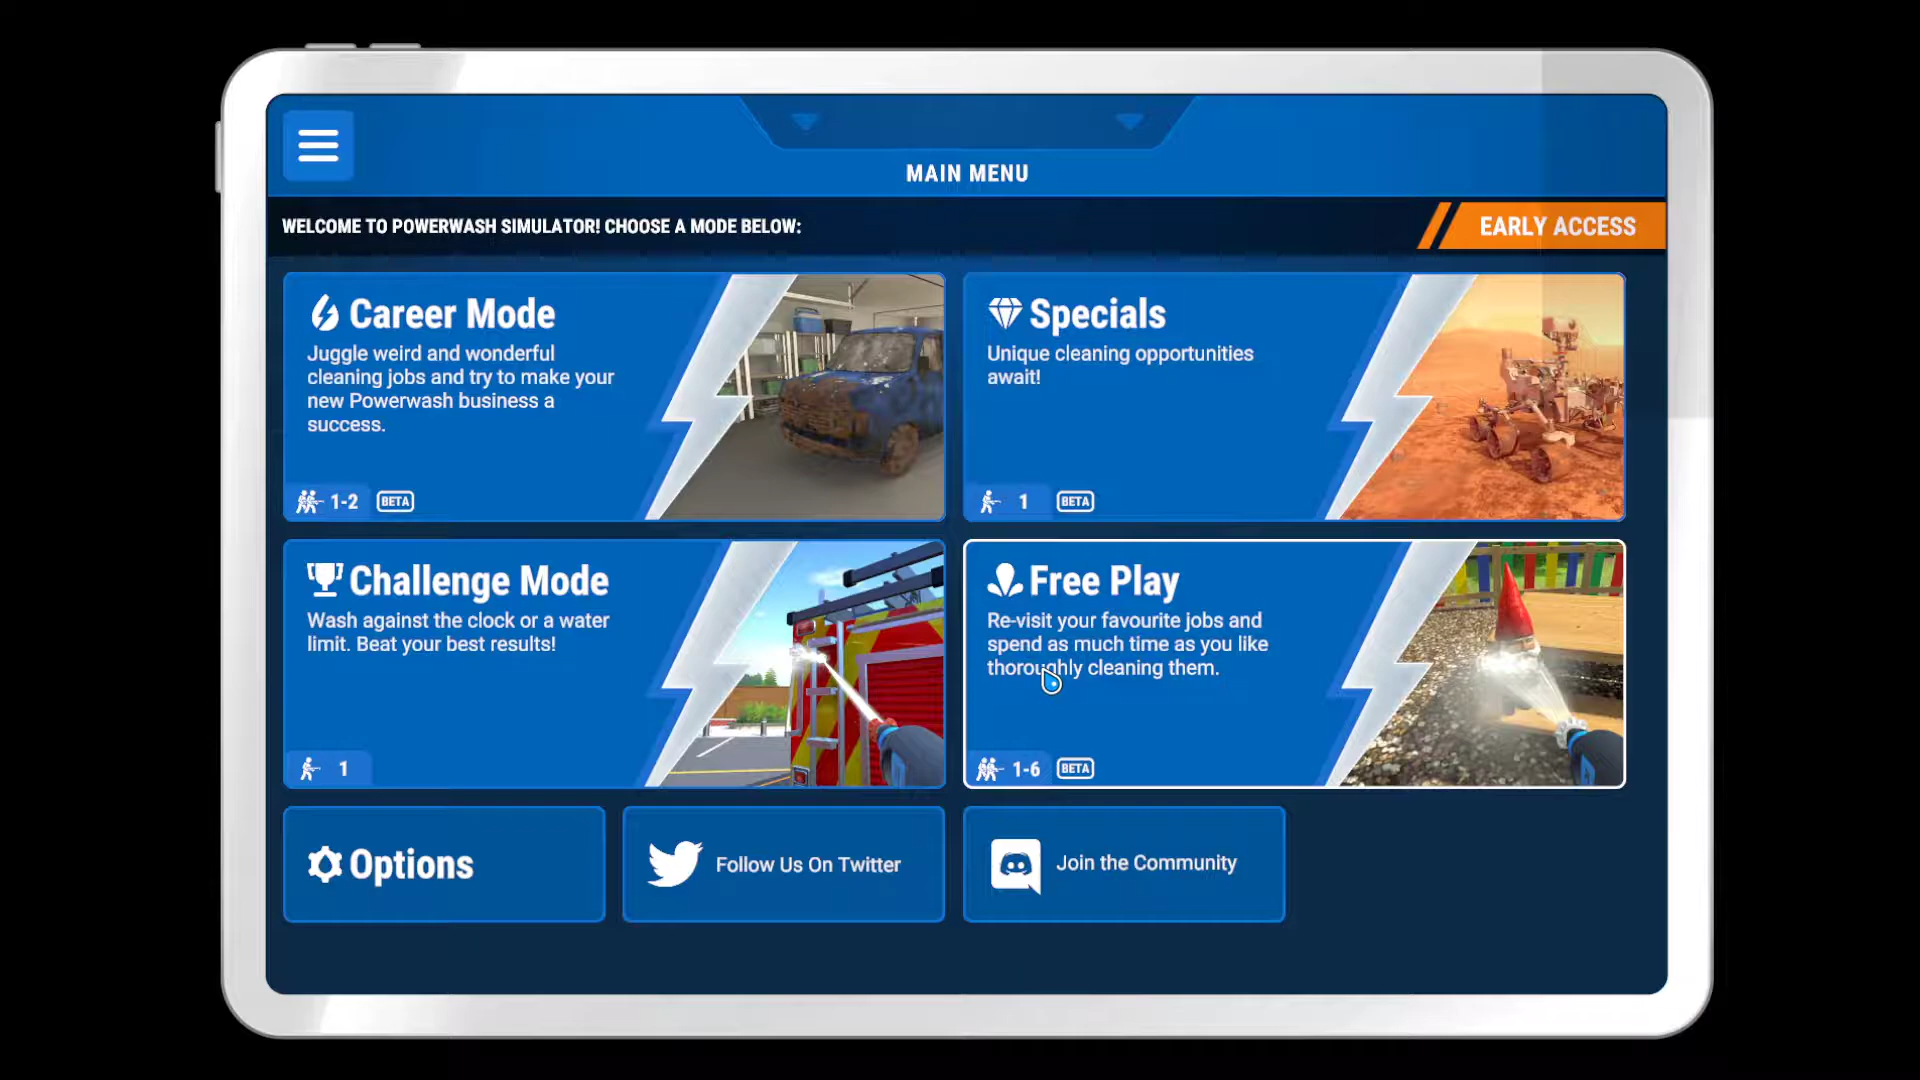 MAIN MENU
WELCOME TO POWERWASH SIMULATOR! CHOOSE A MODE BELOW:
EARLY ACCESS
Career Mode
Juggle weird and wonderful
cleaning jobs and try to make your
new Powerwash business a
success.
1-2 BETA
Specials
Unique cleaning opportunities
await!
1 BETA
Challenge Mode
Wash against the clock or a water
limit. Beat your best results!
1
Free Play
Re-visit your favourite jobs and
spend as much time as you like
thoroughly cleaning them.
1-6 BETA
Options
Follow Us On Twitter
Join the Community